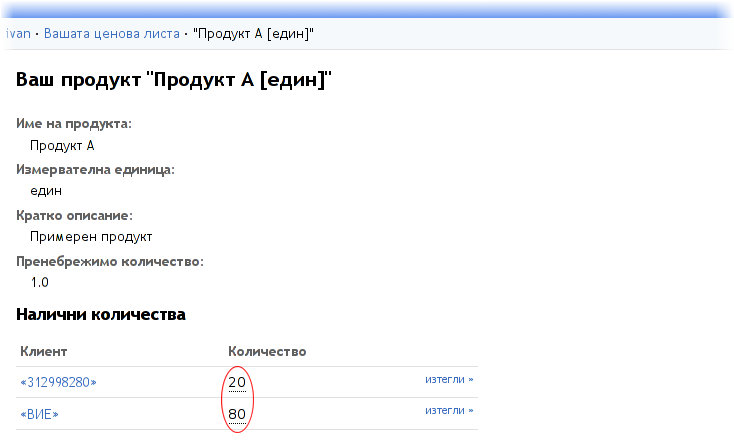 ivan · Вашата ценова листа · "Продукт А [един]"
Ваш продукт "Продукт А [един]"
Име на продукта:
Продукт А
Измервателна единица:
един
Кратко описание:
Примерен продукт
Пренебрежимо количество:
1.0
Налични количества
Клиент Количество
«312998280» 20 изтегли »
«ВИЕ» 80 изтегли »